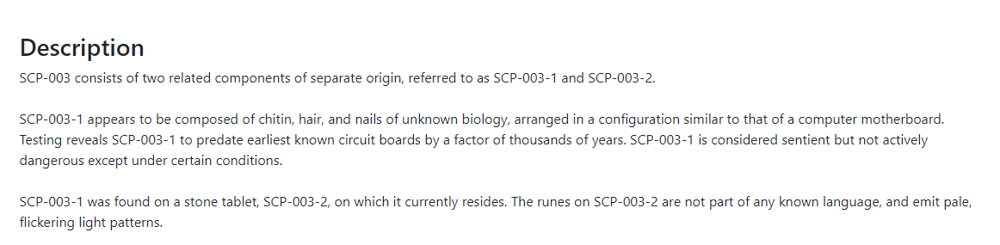 Description
SCP-003 consists of two related components of separate origin, referred to as SCP-003-1 and SCP-003-2.
SCP-003-1 appears to be composed of chitin, hair, and nails of unknown biology, arranged in a configuration similar to that of a computer motherboard.
Testing reveals SCP-003-1 to predate earliest known circuit boards by a factor of thousands of years. SCP-003-1 is considered sentient but not actively
dangerous except under certain conditions.
SCP-003-1 was found on a stone tablet, SCP-003-2, on which it currently resides. The runes on SCP-003-2 are not part of any known language, and emit pale,
flickering light patterns.